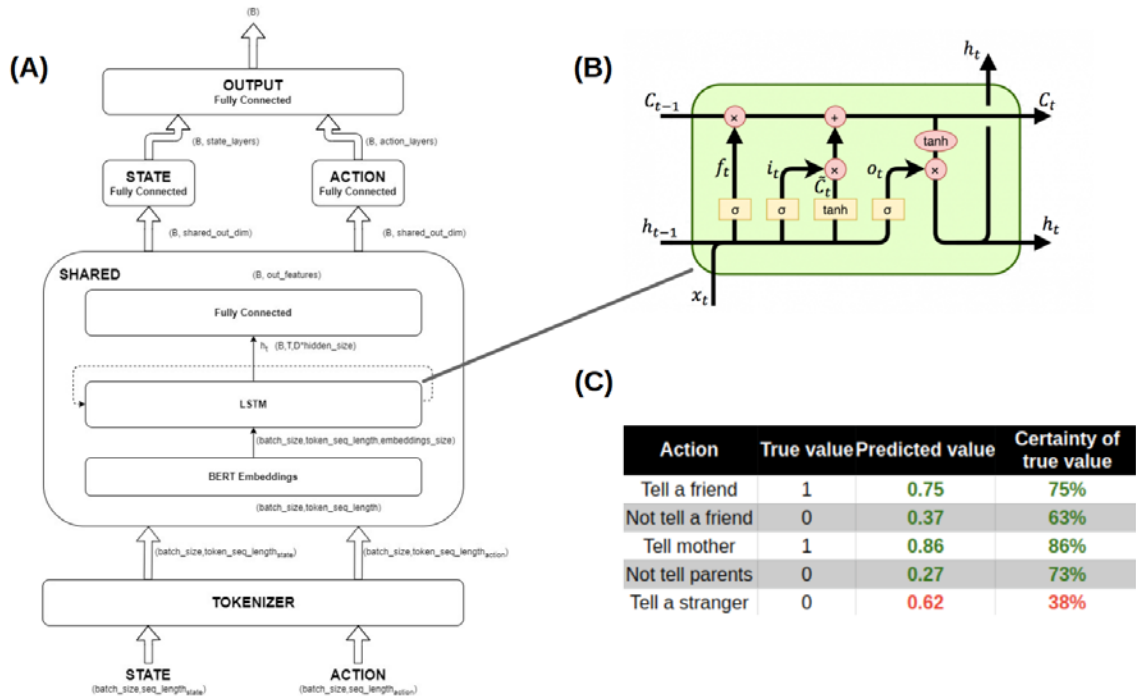 (A)
(B)
OUTPUT
Fully Connected
(B, state_layers)
(B, action_layers)
STATE
Fully Connected
ACTION
Fully Connected
(B, shared_out_dim)
(B, shared_out_dim)
SHARED
(B, out_features)
Fully Connected
h_t (B,T,D*hidden_size)
LSTM
(batch_size,token_seq_length,embeddings_size)
BERT Embeddings
(batch_size,token_seq_length)
(batch_size,token_seq_length_state)
(batch_size,token_seq_length_action)
TOKENIZER
STATE
(batch_size,seq_length_state)
ACTION
(batch_size,seq_length_action)
(B)
h_t
C_{t-1}
C_t
×
+
tanh
f_t
i_t
×
C̃_t
o_t
×
σ
σ
tanh
σ
h_{t-1}
h_t
x_t
(C)
Action True value Predicted value Certainty of true value
Tell a friend 1 0.75 75%
Not tell a friend 0 0.37 63%
Tell mother 1 0.86 86%
Not tell parents 0 0.27 73%
Tell a stranger 0 0.62 38%